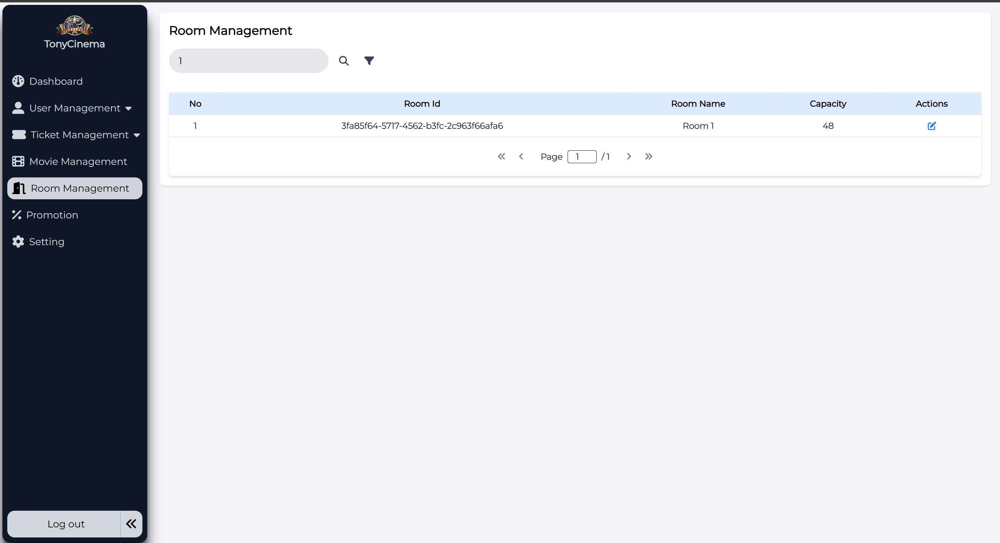 TonyCinema
Dashboard
User Management
Ticket Management
Movie Management
Room Management
Promotion
Setting
Log out
Room Management
1
No Room Id Room Name Capacity Actions
1 3fa85f64-5717-4562-b3fc-2c963f66afa6 Room 1 48
Page 1 / 1